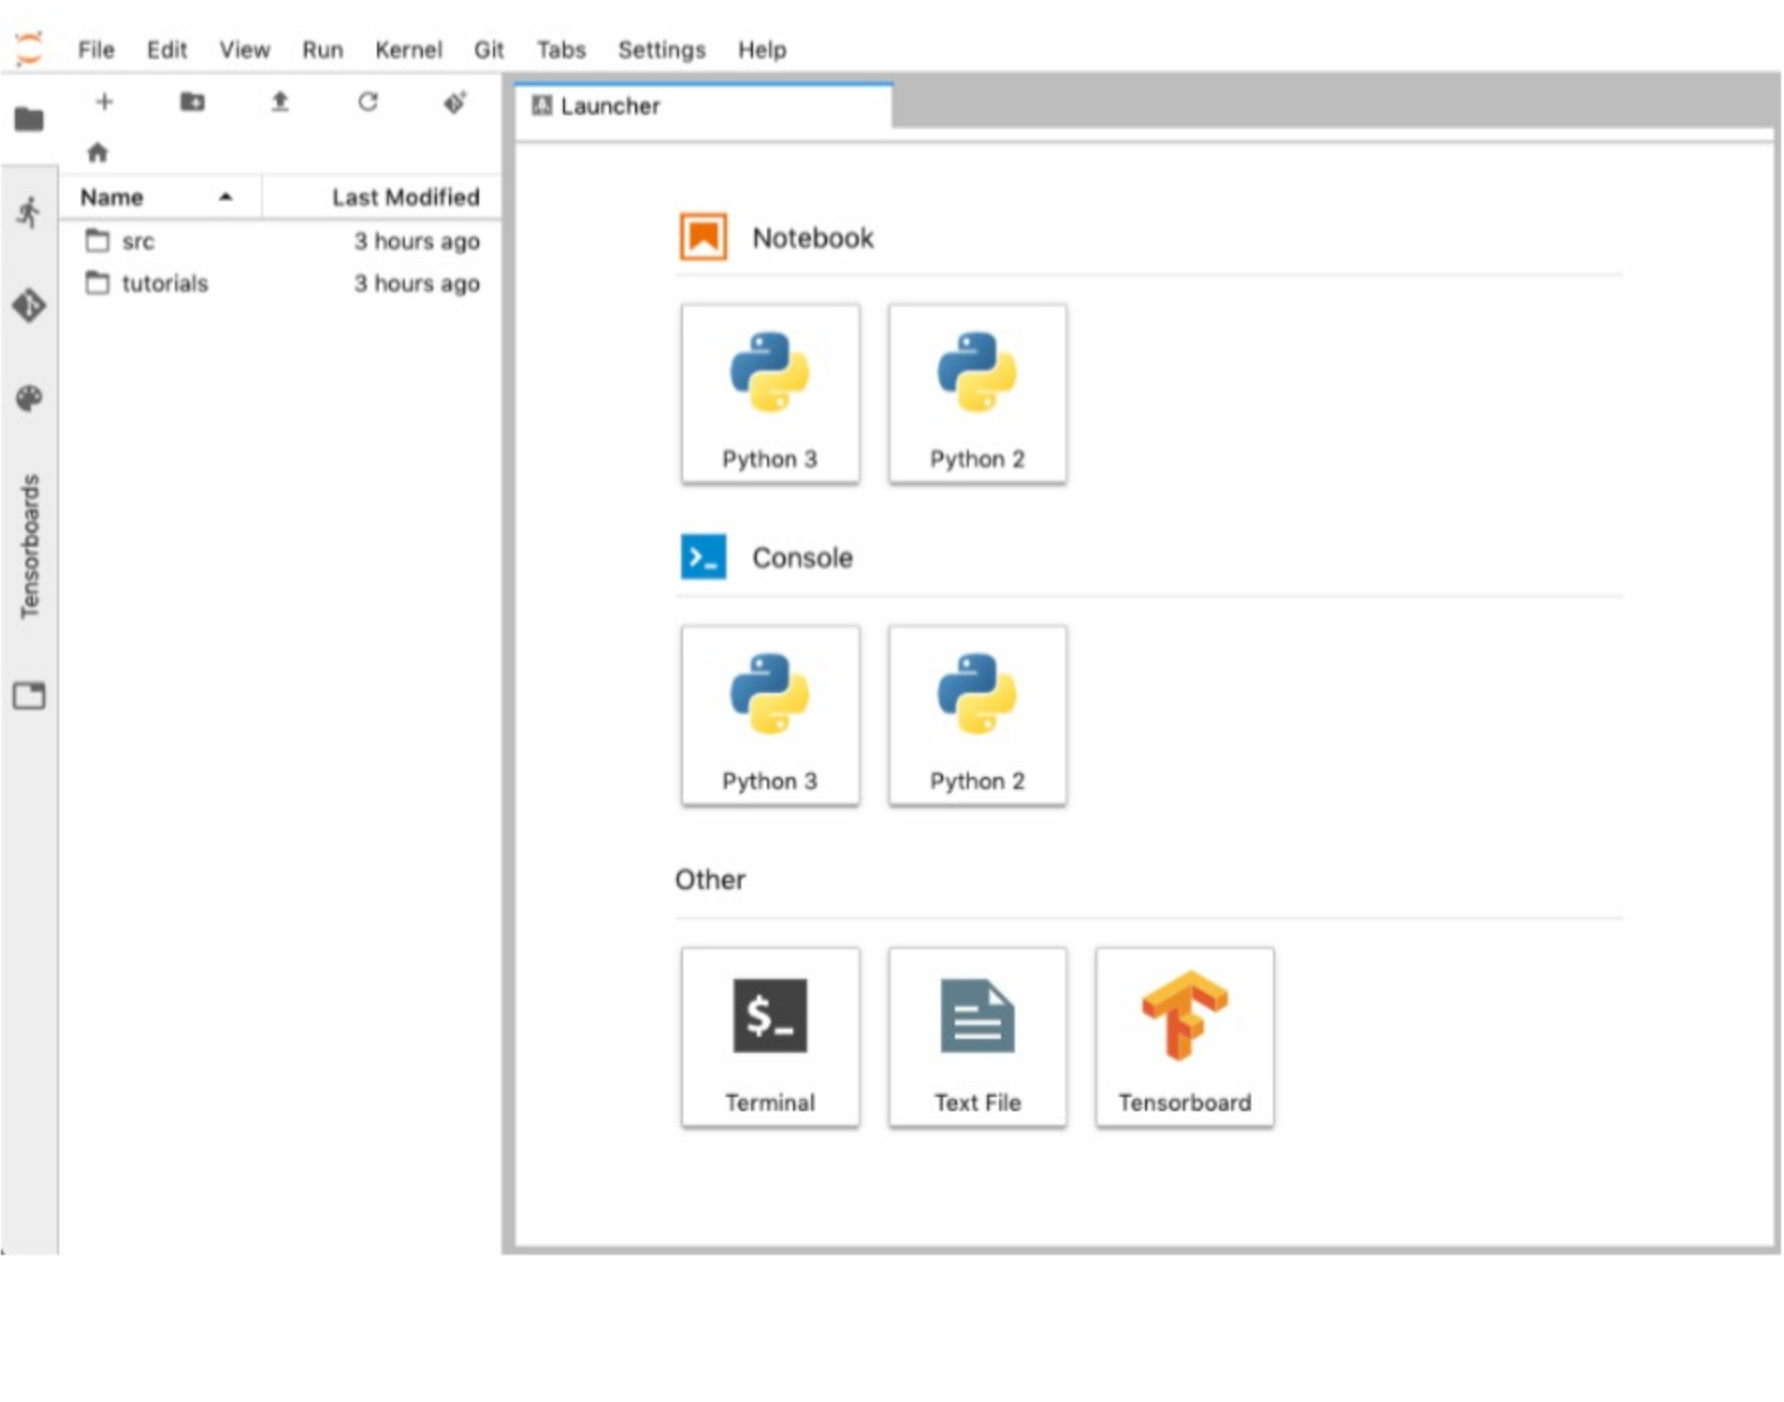 File Edit View Run Kernel Git Tabs Settings Help
Launcher
Name Last Modified
src 3 hours ago
tutorials 3 hours ago
Tensorboards
Notebook
Python 3 Python 2
Console
Python 3 Python 2
Other
$_
Terminal Text File Tensorboard